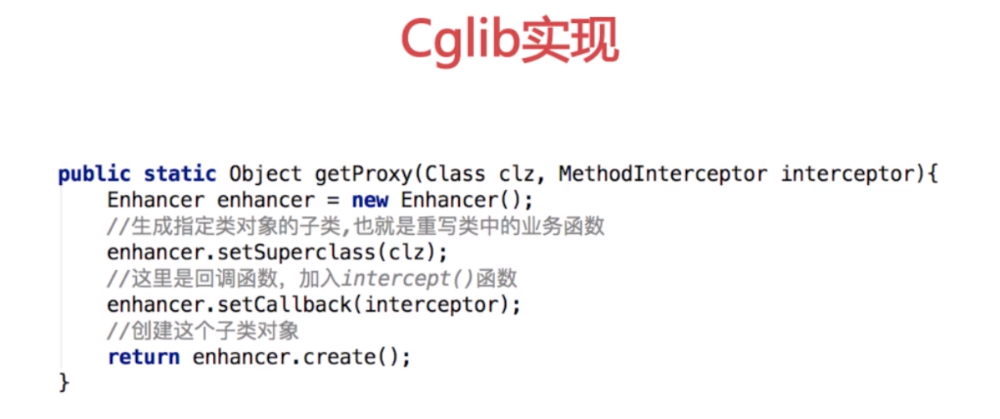 Cglib实现
public static Object getProxy(Class clz, MethodInterceptor interceptor){
    Enhancer enhancer = new Enhancer();
    //生成指定类对象的子类,也就是重写类中的业务函数
    enhancer.setSuperclass(clz);
    //这里是回调函数，加入intercept()函数
    enhancer.setCallback(interceptor);
    //创建这个子类对象
    return enhancer.create();
}